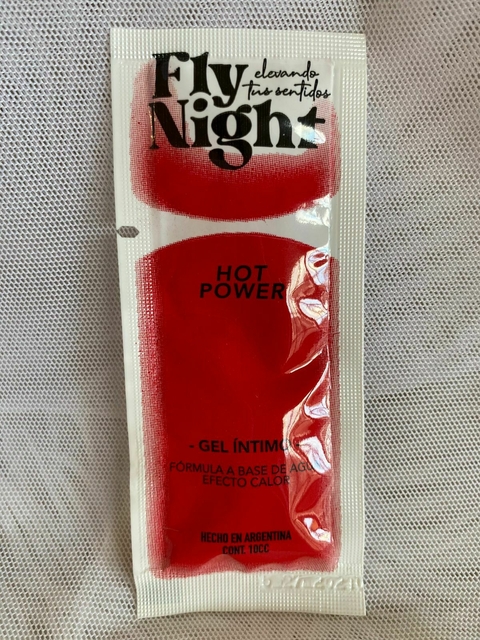 Fly
elevando
tus sentidos
Night
HOT
POWER
- GEL ÍNTIMO -
FÓRMULA A BASE DE AGUA
EFECTO CALOR
HECHO EN ARGENTINA
CONT. 10CC